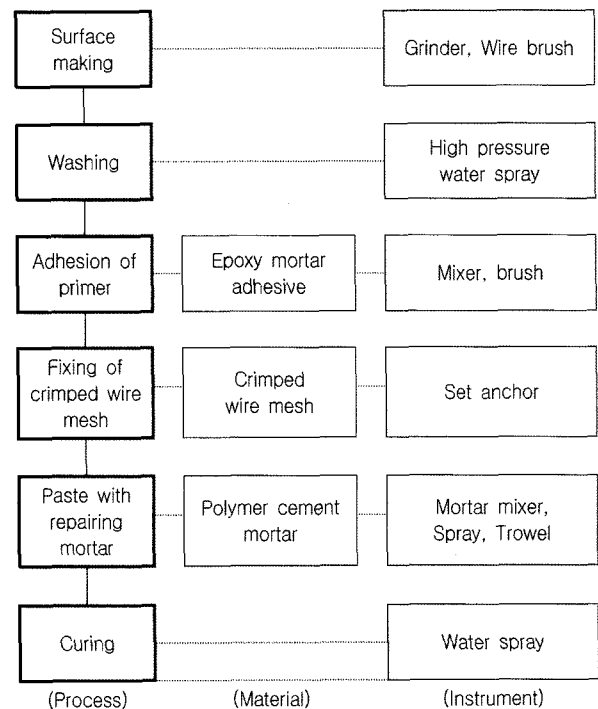 Surface
making
Grinder, Wire brush
Washing
High pressure
water spray
Adhesion of
primer
Epoxy mortar
adhesive
Mixer, brush
Fixing of
crimped wire
mesh
Crimped
wire mesh
Set anchor
Paste with
repairing
mortar
Polymer cement
mortar
Mortar mixer,
Spray, Trowel
Curing
Water spray
(Process)
(Material)
(Instrument)